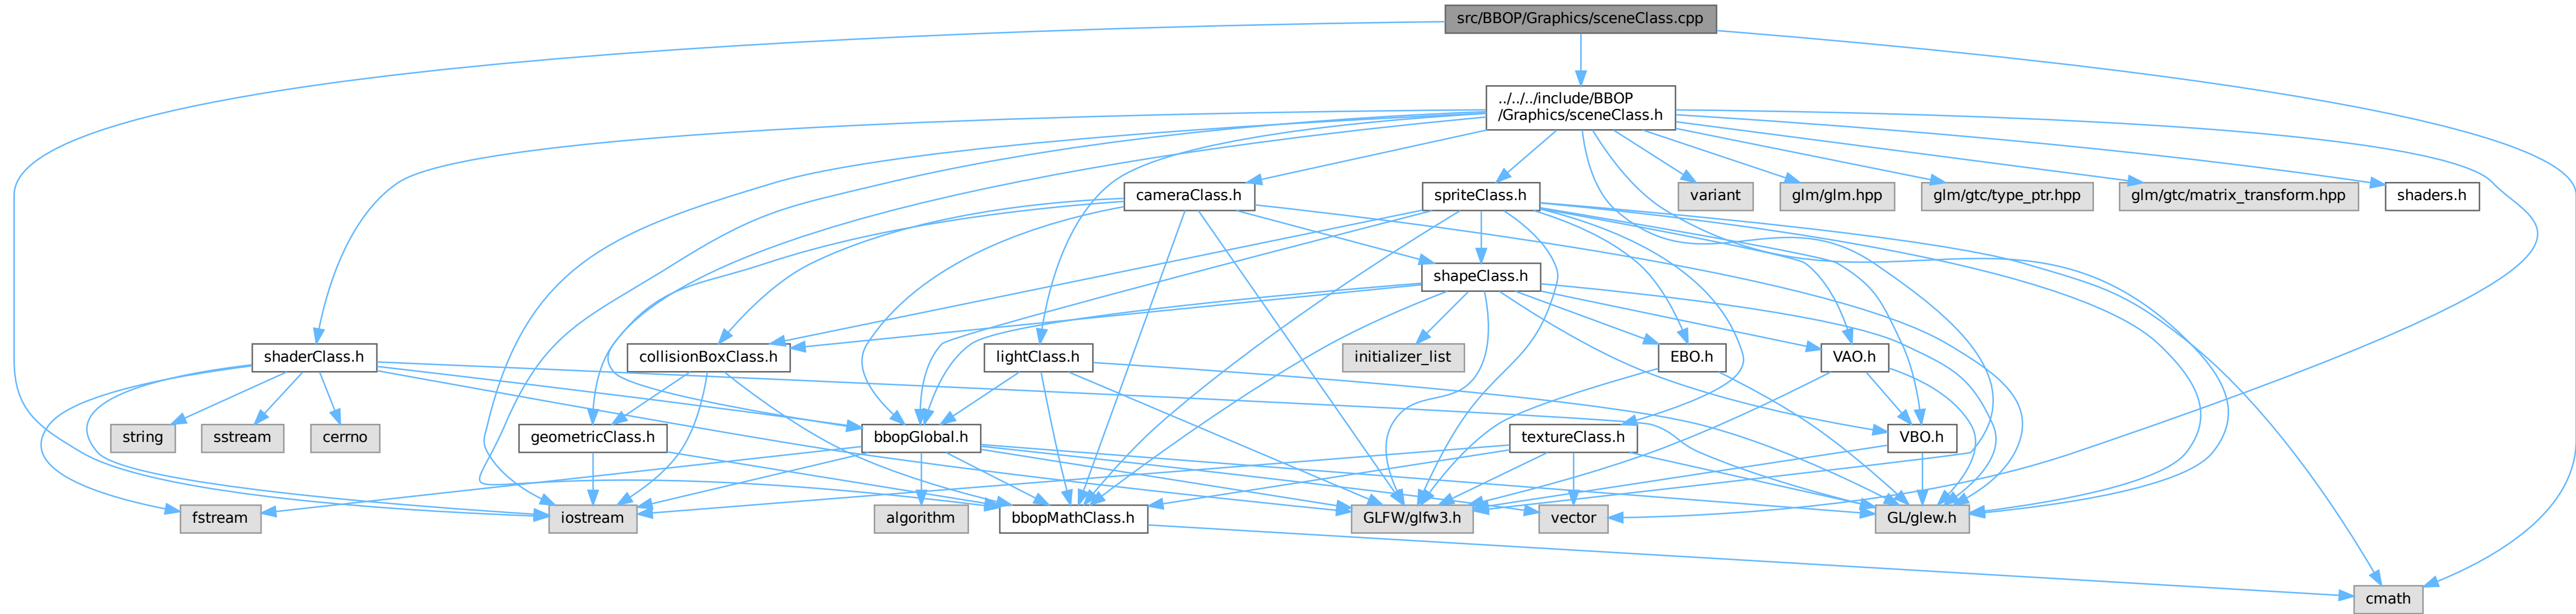 src/BBOP/Graphics/sceneClass.cpp
../../../include/BBOP
/Graphics/sceneClass.h
cameraClass.h
spriteClass.h
variant
glm/glm.hpp
glm/gtc/type_ptr.hpp
glm/gtc/matrix_transform.hpp
shaders.h
shapeClass.h
shaderClass.h
collisionBoxClass.h
lightClass.h
initializer_list
EBO.h
VAO.h
string
sstream
cerrno
geometricClass.h
bbopGlobal.h
textureClass.h
VBO.h
fstream
iostream
algorithm
bbopMathClass.h
GLFW/glfw3.h
vector
GL/glew.h
cmath